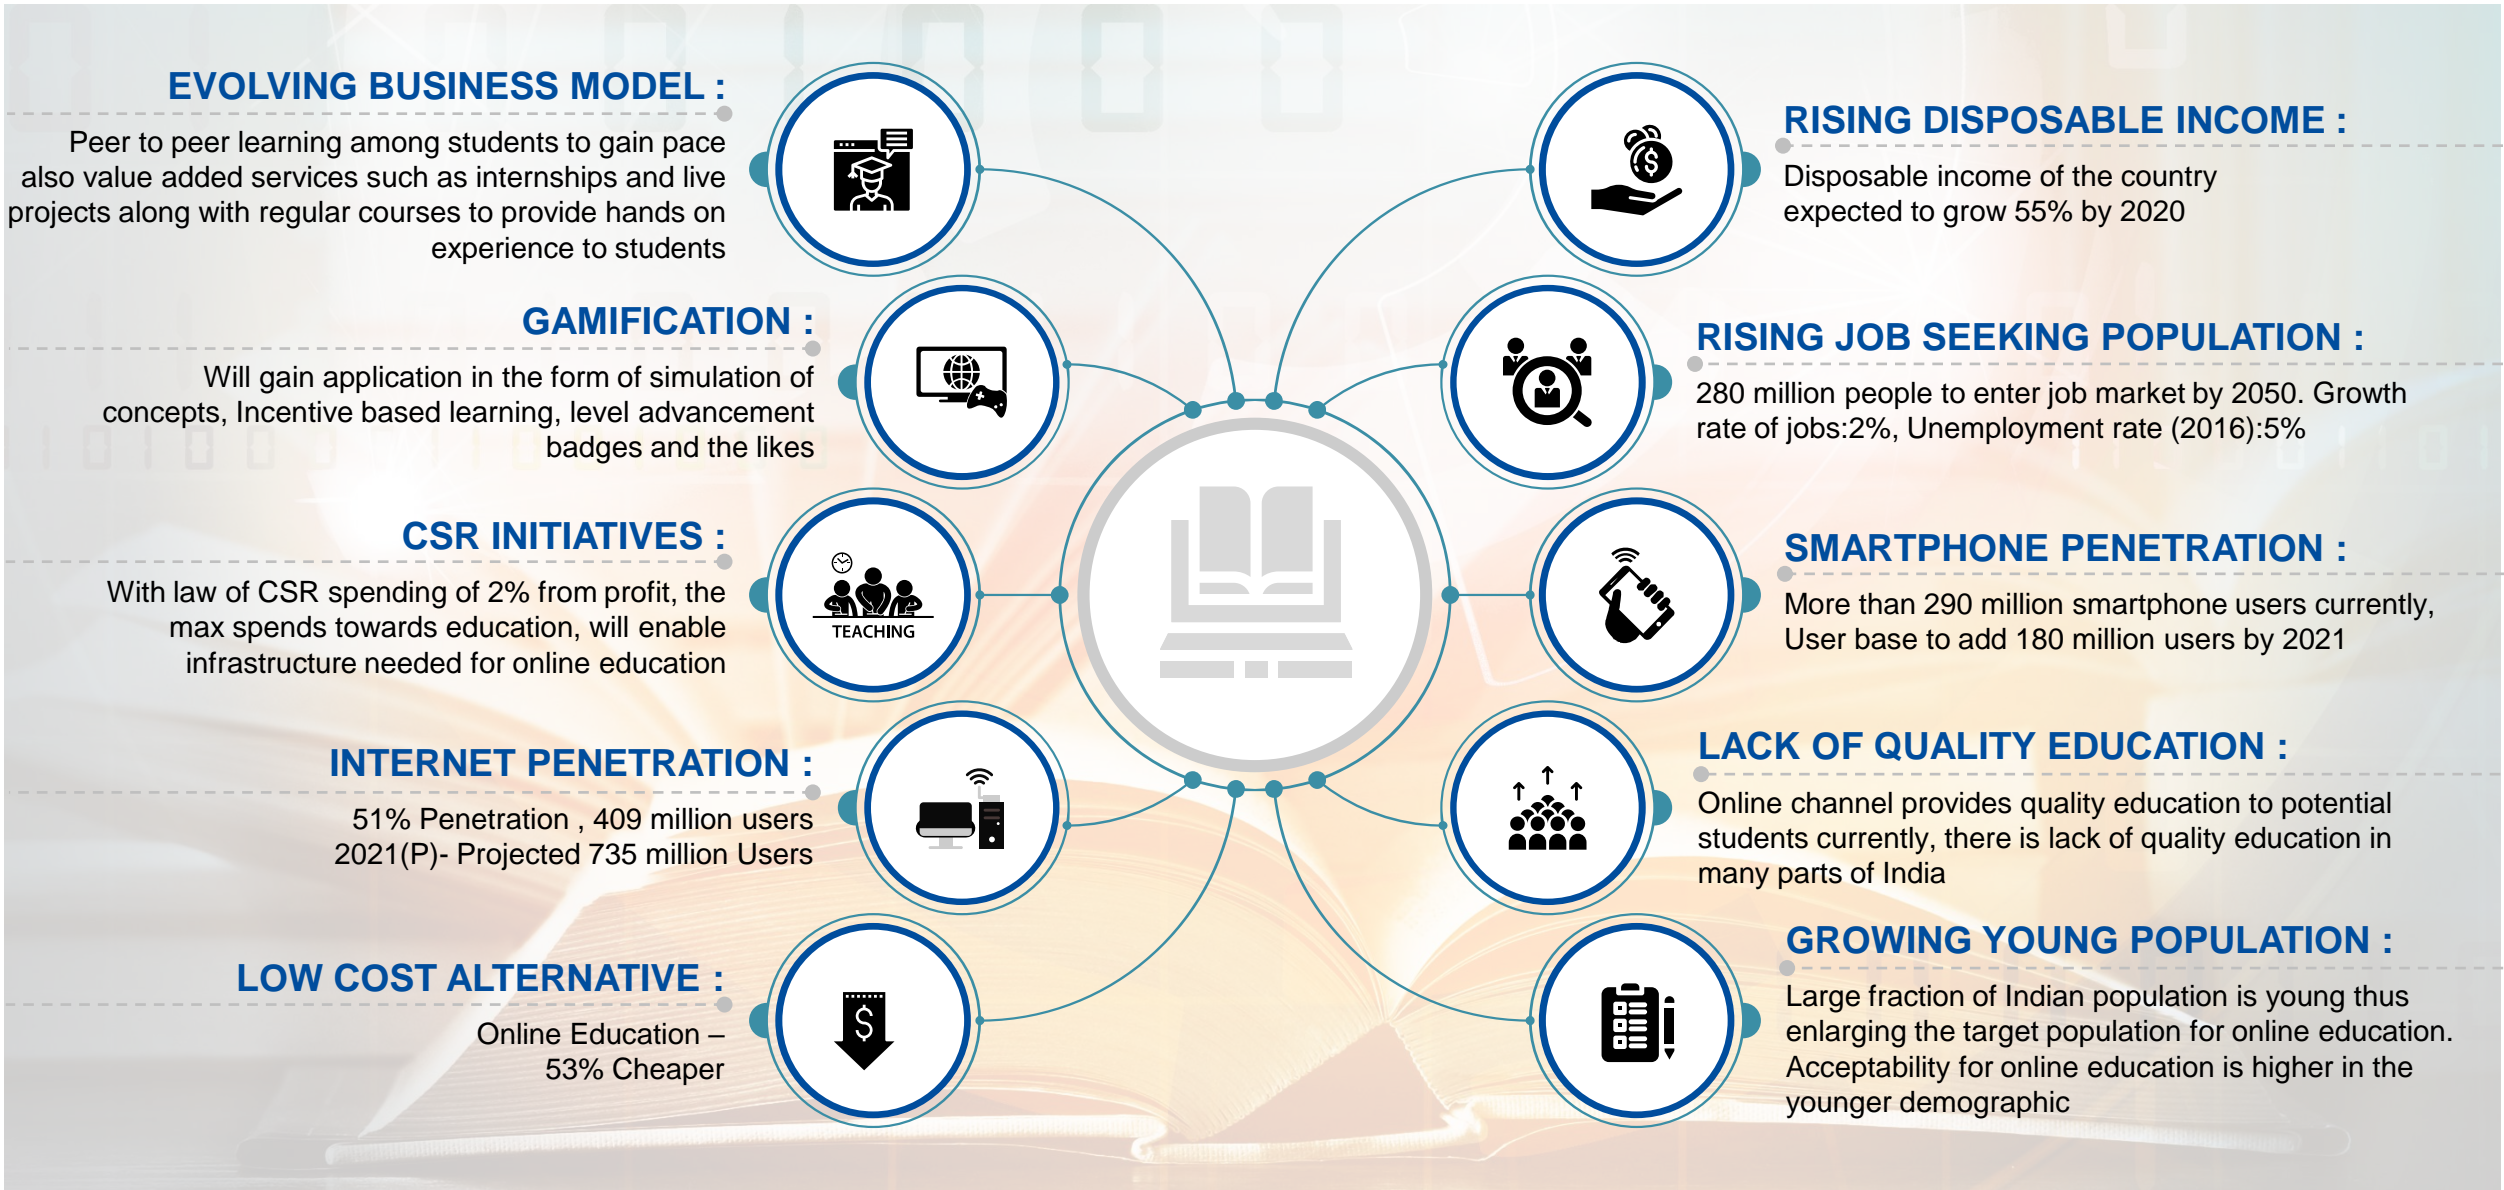 EVOLVING BUSINESS MODEL :
Peer to peer learning among students to gain pace
also value added services such as internships and live
projects along with regular courses to provide hands on
experience to students
GAMIFICATION :
Will gain application in the form of simulation of
concepts, Incentive based learning, level advancement
badges and the likes
CSR INITIATIVES :
With law of CSR spending of 2% from profit, the
max spends towards education, will enable
infrastructure needed for online education
TEACHING
INTERNET PENETRATION :
51% Penetration , 409 million users
2021(P)- Projected 735 million Users
LOW COST ALTERNATIVE :
Online Education –
53% Cheaper
RISING DISPOSABLE INCOME :
Disposable income of the country
expected to grow 55% by 2020
RISING JOB SEEKING POPULATION :
280 million people to enter job market by 2050. Growth
rate of jobs:2%, Unemployment rate (2016):5%
SMARTPHONE PENETRATION :
More than 290 million smartphone users currently,
User base to add 180 million users by 2021
LACK OF QUALITY EDUCATION :
Online channel provides quality education to potential
students currently, there is lack of quality education in
many parts of India
GROWING YOUNG POPULATION :
Large fraction of Indian population is young thus
enlarging the target population for online education.
Acceptability for online education is higher in the
younger demographic